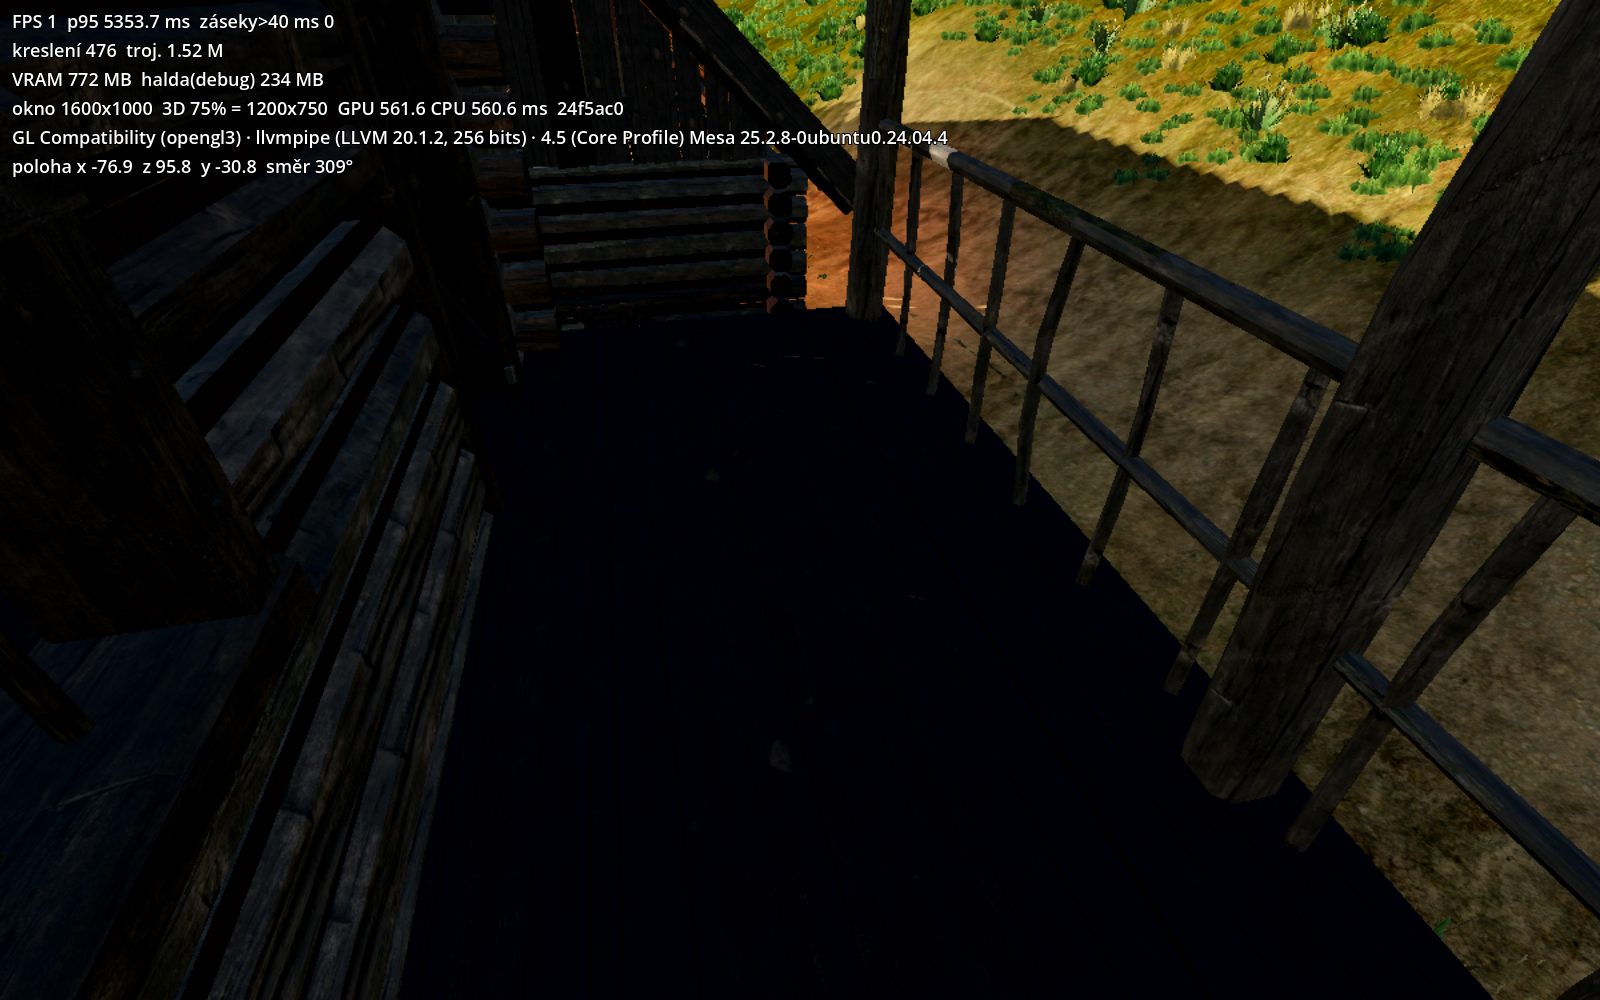 FPS 1  p95 5353.7 ms  záseky>40 ms 0
kreslení 476  troj. 1.52 M
VRAM 772 MB  halda(debug) 234 MB
okno 1600x1000  3D 75% = 1200x750  GPU 561.6 CPU 560.6 ms  24f5ac0
GL Compatibility (opengl3) · llvmpipe (LLVM 20.1.2, 256 bits) · 4.5 (Core Profile) Mesa 25.2.8-0ubuntu0.24.04.4
poloha x -76.9  z 95.8  y -30.8  směr 309°